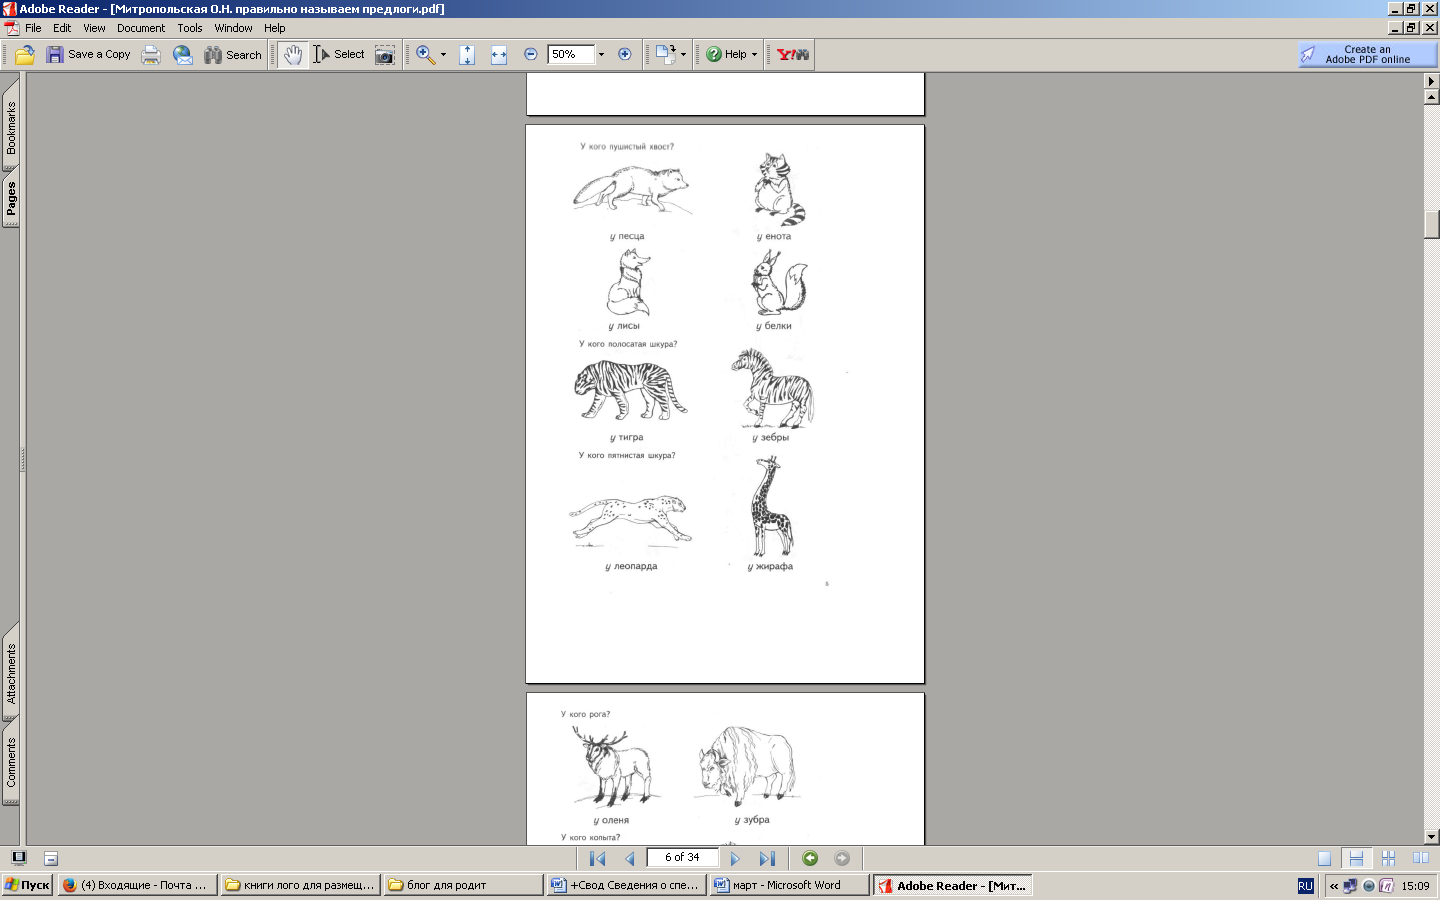 Adobe Reader - [Митропольская О.Н. правильно называем предлоги.pdf]
File Edit View Document Tools Window Help
Save a Copy Search Select 50% Help Y! Create an
Adobe PDF online
Bookmarks
Pages
Attachments
Comments
У кого пушистый хвост?
у песца у енота
у лисы у белки
У кого полосатая шкура?
у тигра у зебры
У кого пятнистая шкура?
у леопарда у жирафа
У кого рога?
у оленя у зубра
У кого копыта?
6 of 34
Пуск (4) Входящие - Почта ... книги лого для размещ... блог для родит +Свод Сведения о спе... март - Microsoft Word Adobe Reader - [Мит... RU « 15:09